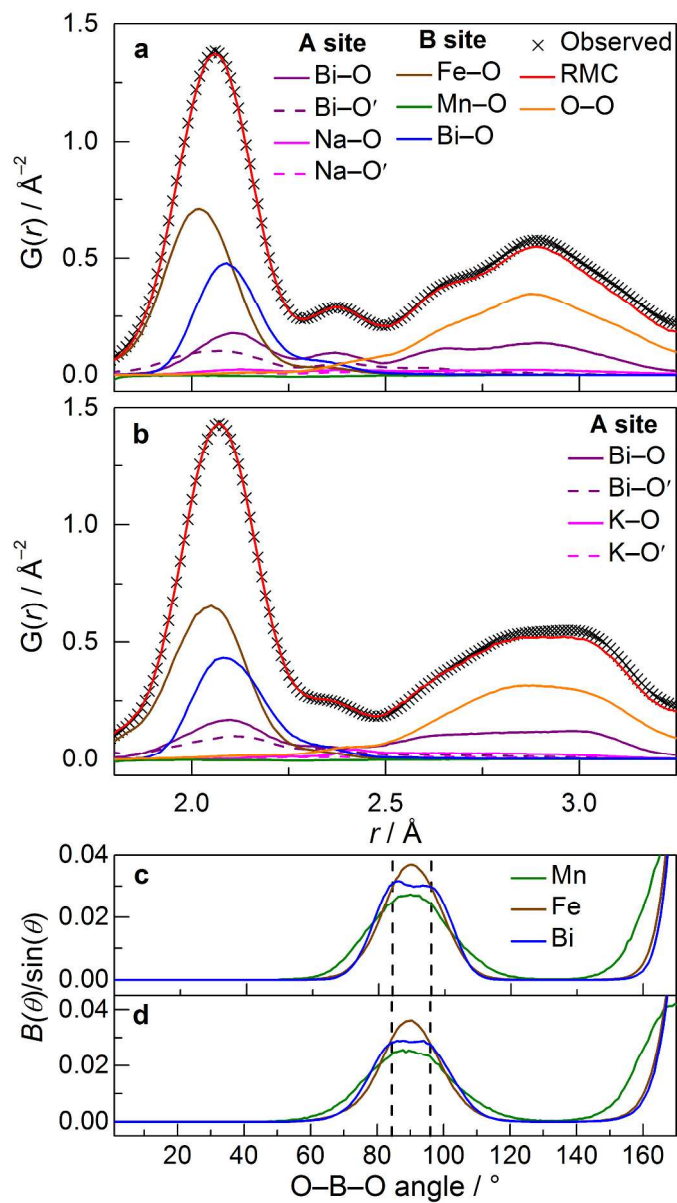 a
A site
Bi–O
Bi–O′
Na–O
Na–O′
B site
Fe–O
Mn–O
Bi–O
Observed
RMC
O–O
1.5
1.0
0.5
0.0
G(r) / Å⁻²
b
A site
Bi–O
Bi–O′
K–O
K–O′
1.5
1.0
0.5
0.0
G(r) / Å⁻²
2.0 2.5 3.0
r / Å
c
Mn
Fe
Bi
0.04
0.02
0.00
d
0.04
0.02
0.00
B(θ)/sin(θ)
20 40 60 80 100 120 140 160
O–B–O angle / °